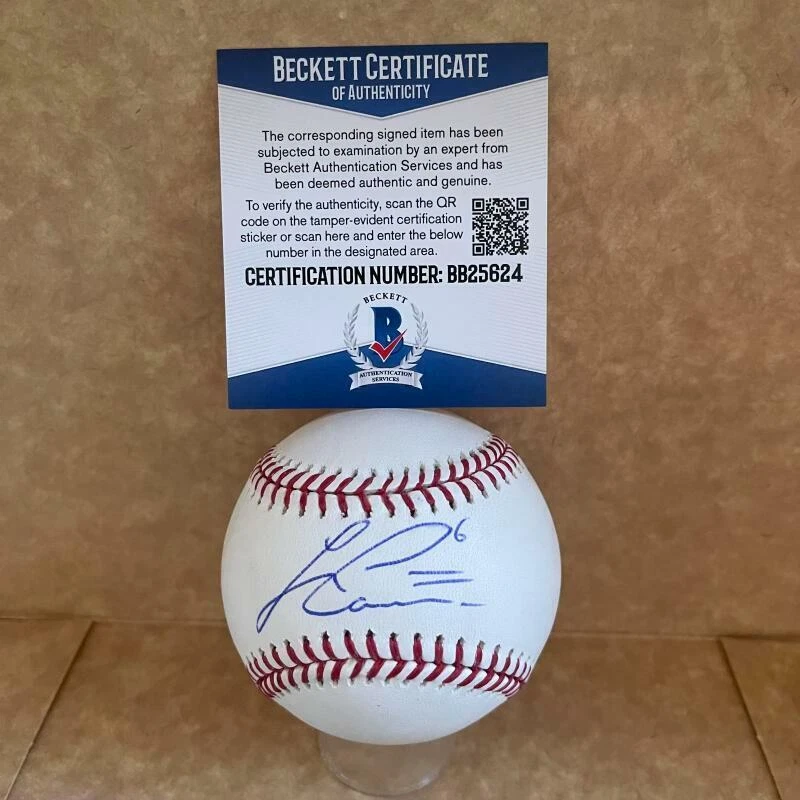 BECKETT CERTIFICATE
OF AUTHENTICITY
The corresponding signed item has been
subjected to examination by an expert from
Beckett Authentication Services and has
been deemed authentic and genuine.
To verify the authenticity, scan the QR
code on the tamper-evident certification
sticker or scan here and enter the below
number in the designated area.
CERTIFICATION NUMBER: BB25624
BECKETT
B
AUTHENTICATION
SERVICES
6